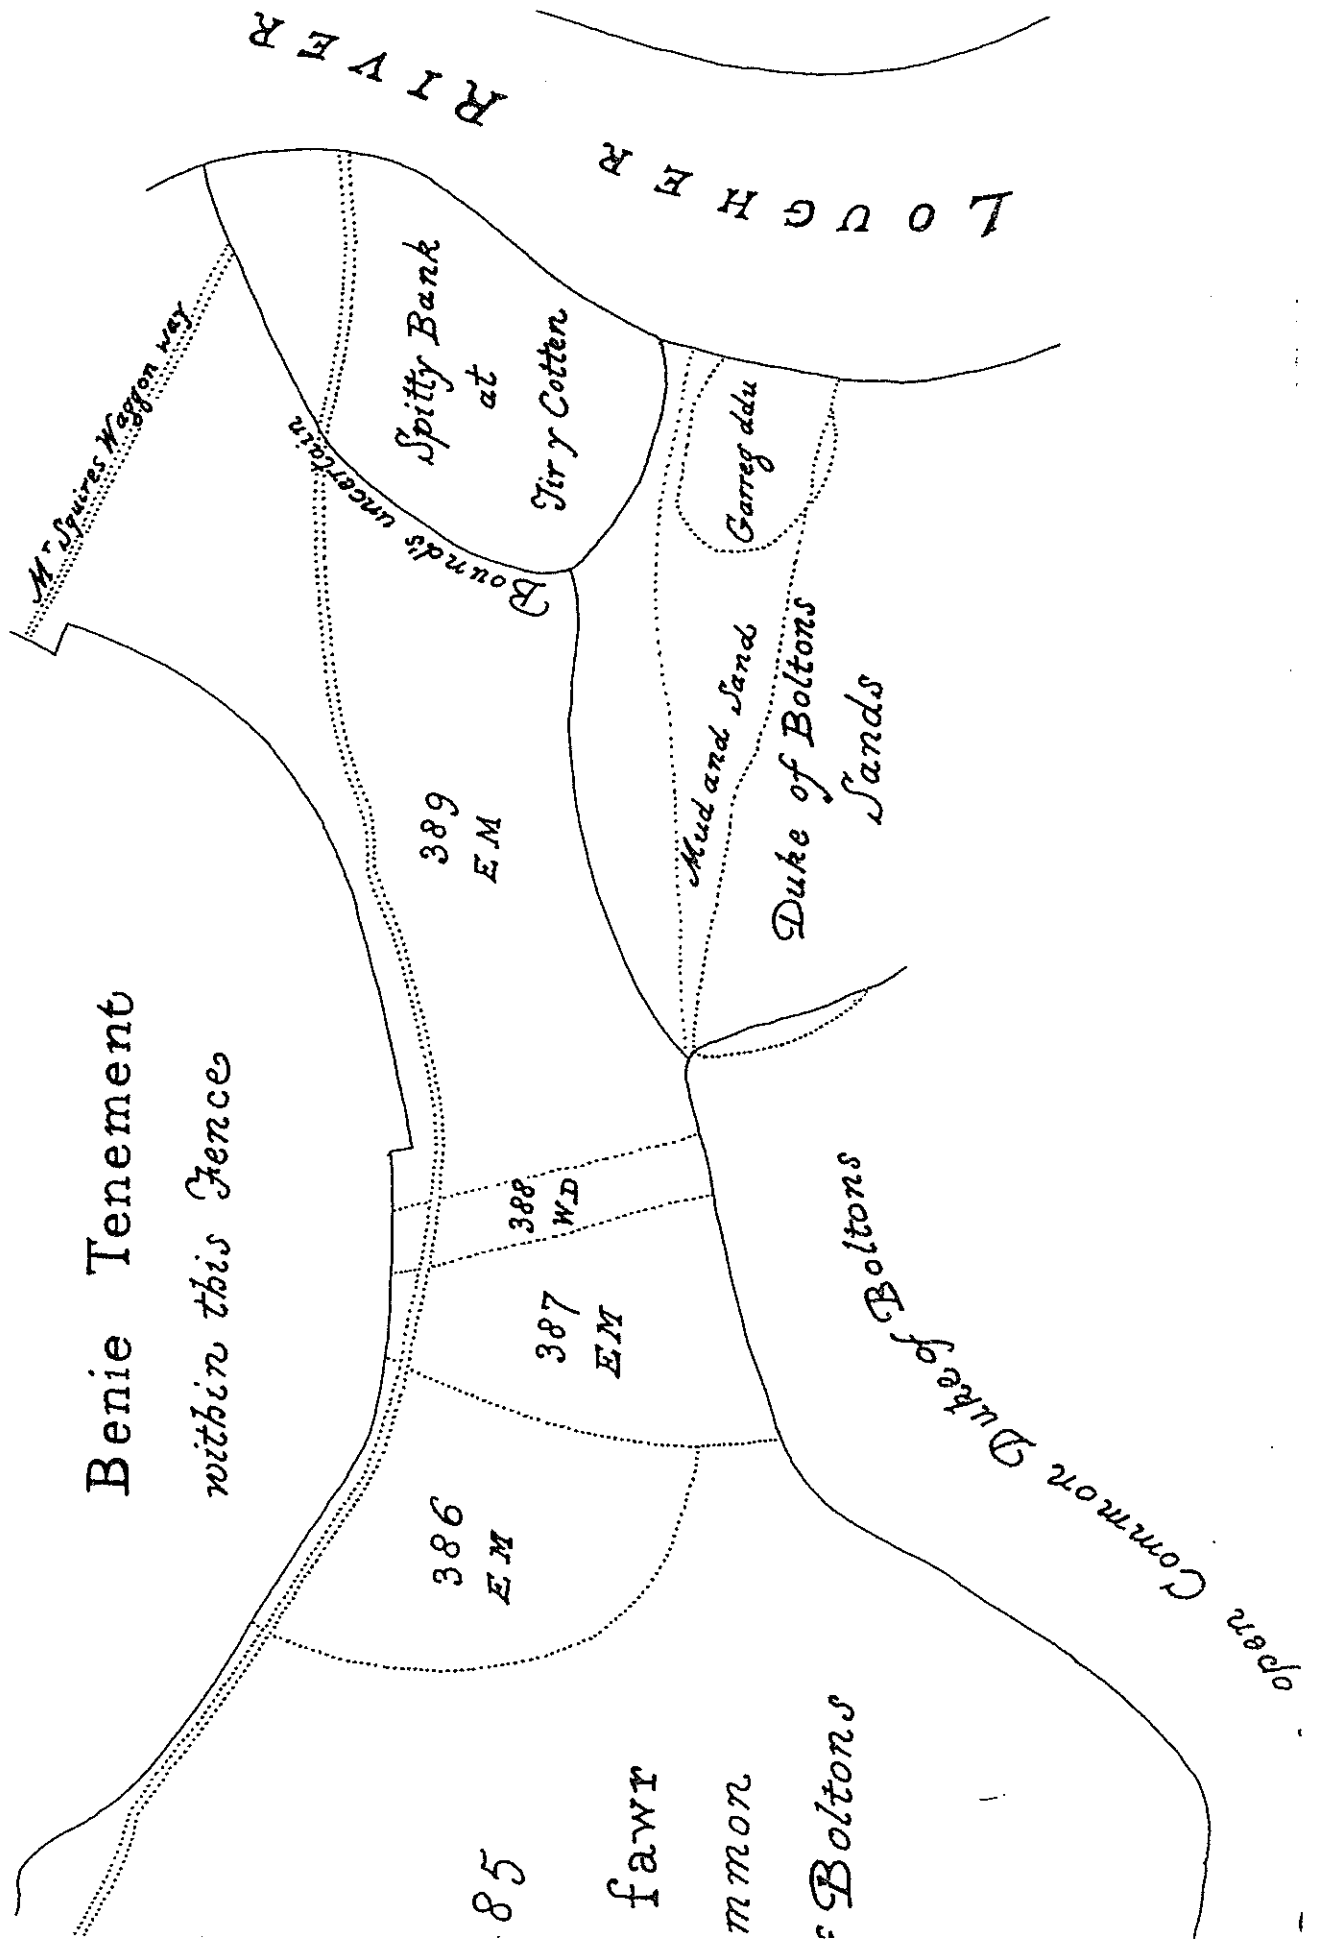 LOUGHER RIVER
Mr Squires Waggon way
Spitty Bank
at
Tir y Cotten
Bound's uncertain
Garreg ddu
Mud and Sand
Duke of Boltons
Sands
389
EM
Benie Tenement
within this Fence
388
WD
387
EM
386
EM
open Common Duke of Boltons
85
fawr
mmon
Boltons